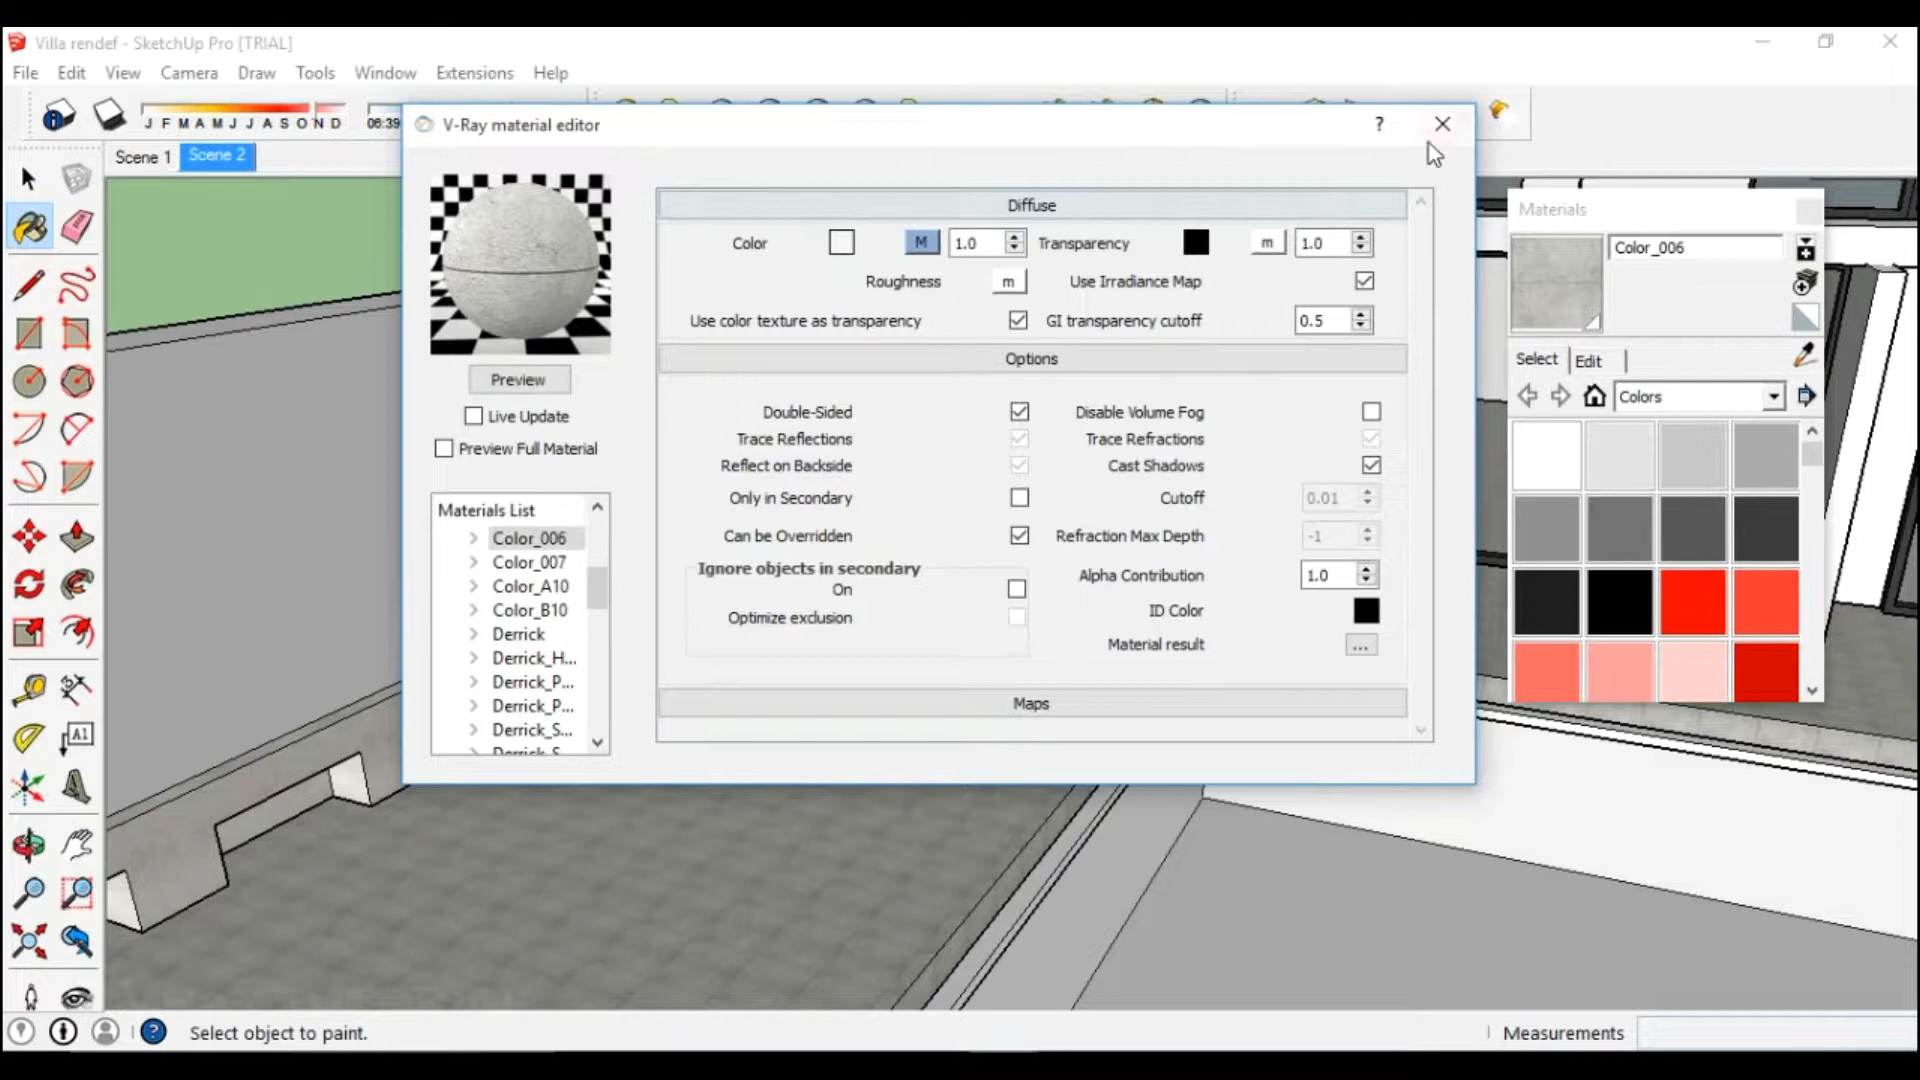 Villa rendef - SketchUp Pro [TRIAL]
File Edit View Camera Draw Tools Window Extensions Help
J F M A M J J A S O N D 06:39
Scene 1 Scene 2
V-Ray material editor ?
Diffuse
Color M 1.0 Transparency m 1.0
Roughness m Use Irradiance Map
Use color texture as transparency GI transparency cutoff 0.5
Options
Double-Sided Disable Volume Fog
Trace Reflections Trace Refractions
Reflect on Backside Cast Shadows
Only in Secondary Cutoff 0.01
Can be Overridden Refraction Max Depth -1
Ignore objects in secondary
On Alpha Contribution 1.0
Optimize exclusion ID Color
Material result ...
Maps
Preview
Live Update
Preview Full Material
Materials List
Color_006
Color_007
Color_A10
Color_B10
Derrick
Derrick_H...
Derrick_P...
Derrick_P...
Derrick_S...
Derrick_S
Materials
Color_006
Select Edit
Colors
A1
Select object to paint.
Measurements